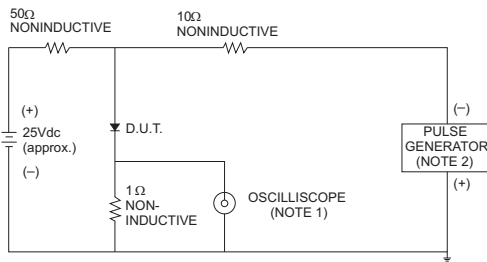 50Ω
NONINDUCTIVE
10Ω
NONINDUCTIVE
(+)
25Vdc
(approx.)
(–)
D.U.T.
1Ω
NON-
INDUCTIVE
OSCILLISCOPE
(NOTE 1)
(–)
PULSE
GENERATOR
(NOTE 2)
(+)